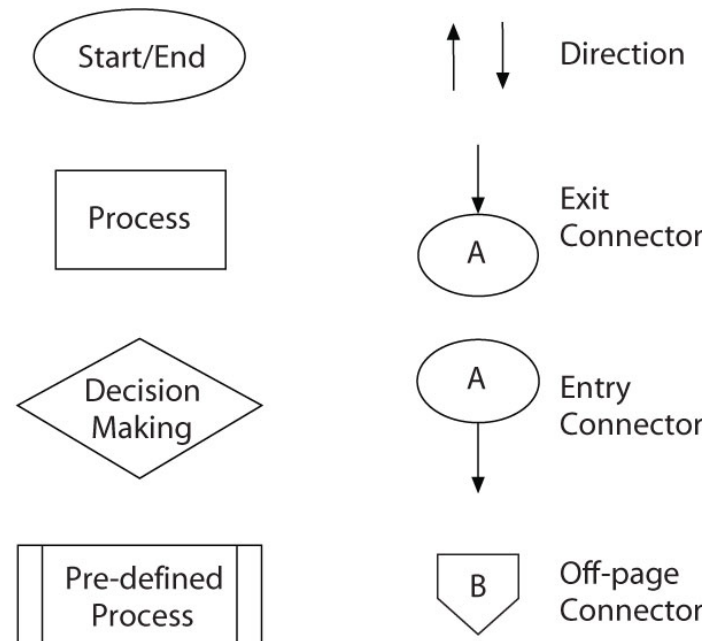 Start/End
Direction
Process
Exit
Connector
A
Decision
Making
A
Entry
Connector
Pre-defined
Process
B
Off-page
Connector